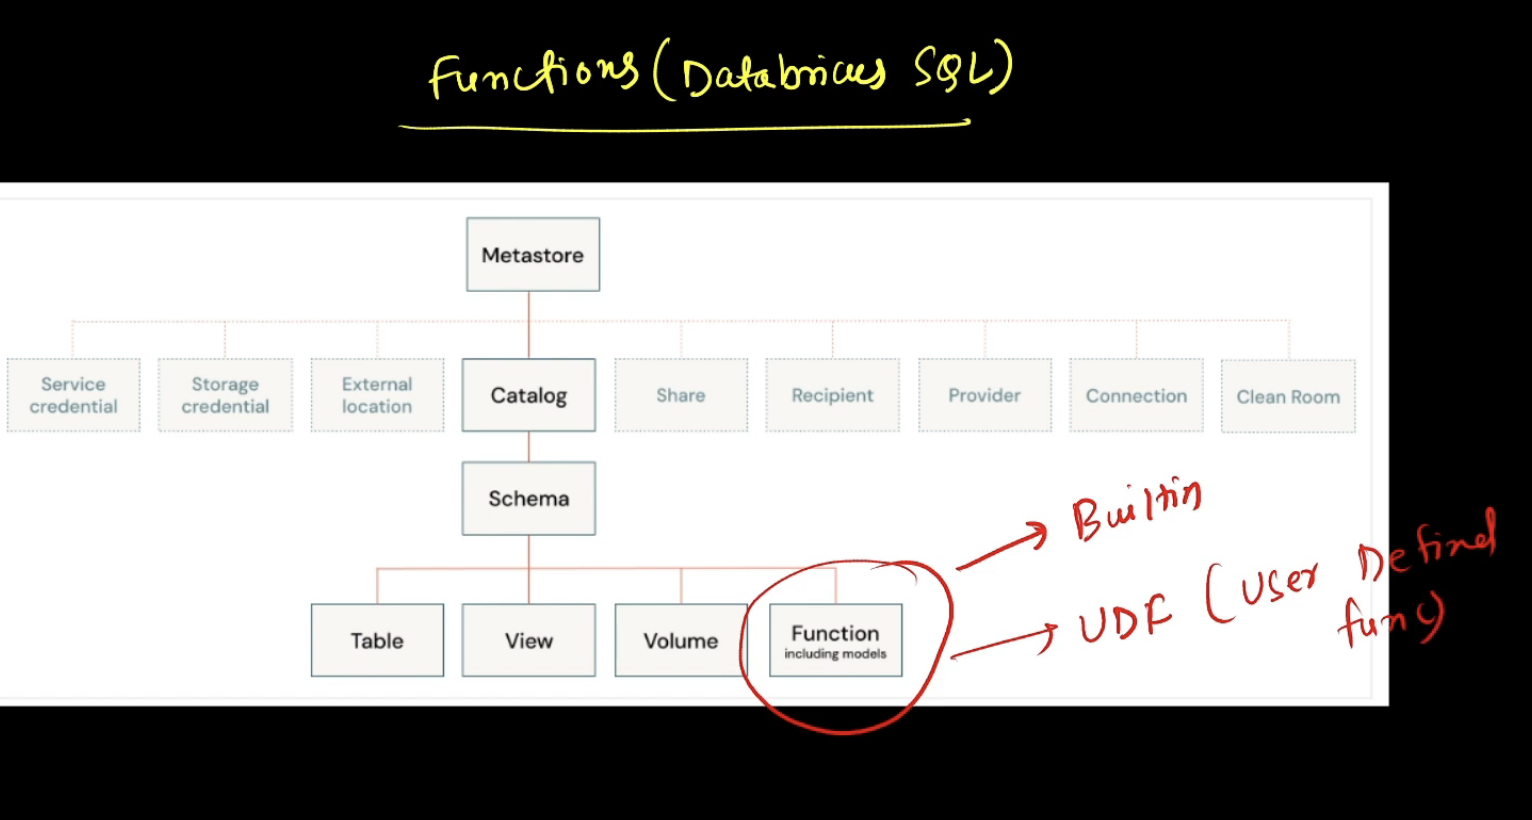 Functions (Databricks SQL)
Metastore
Service credential
Storage credential
External location
Catalog
Share
Recipient
Provider
Connection
Clean Room
Schema
Table
View
Volume
Function
including models
Builtin
UDF (User Defined
func)